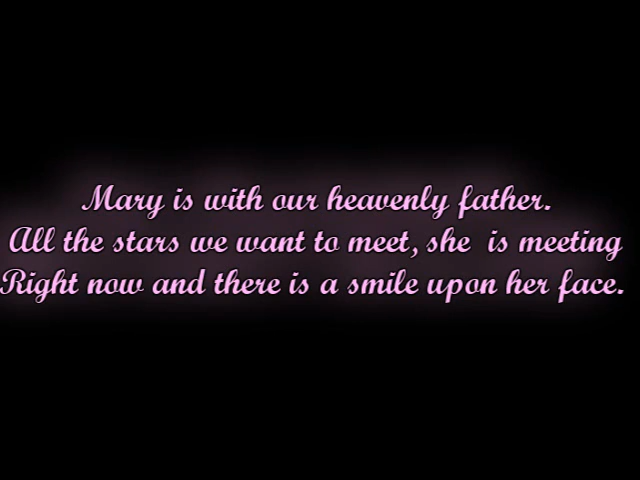 Mary is with our heavenly father.
All the stars we want to meet, she is meeting
Right now and there is a smile upon her face.